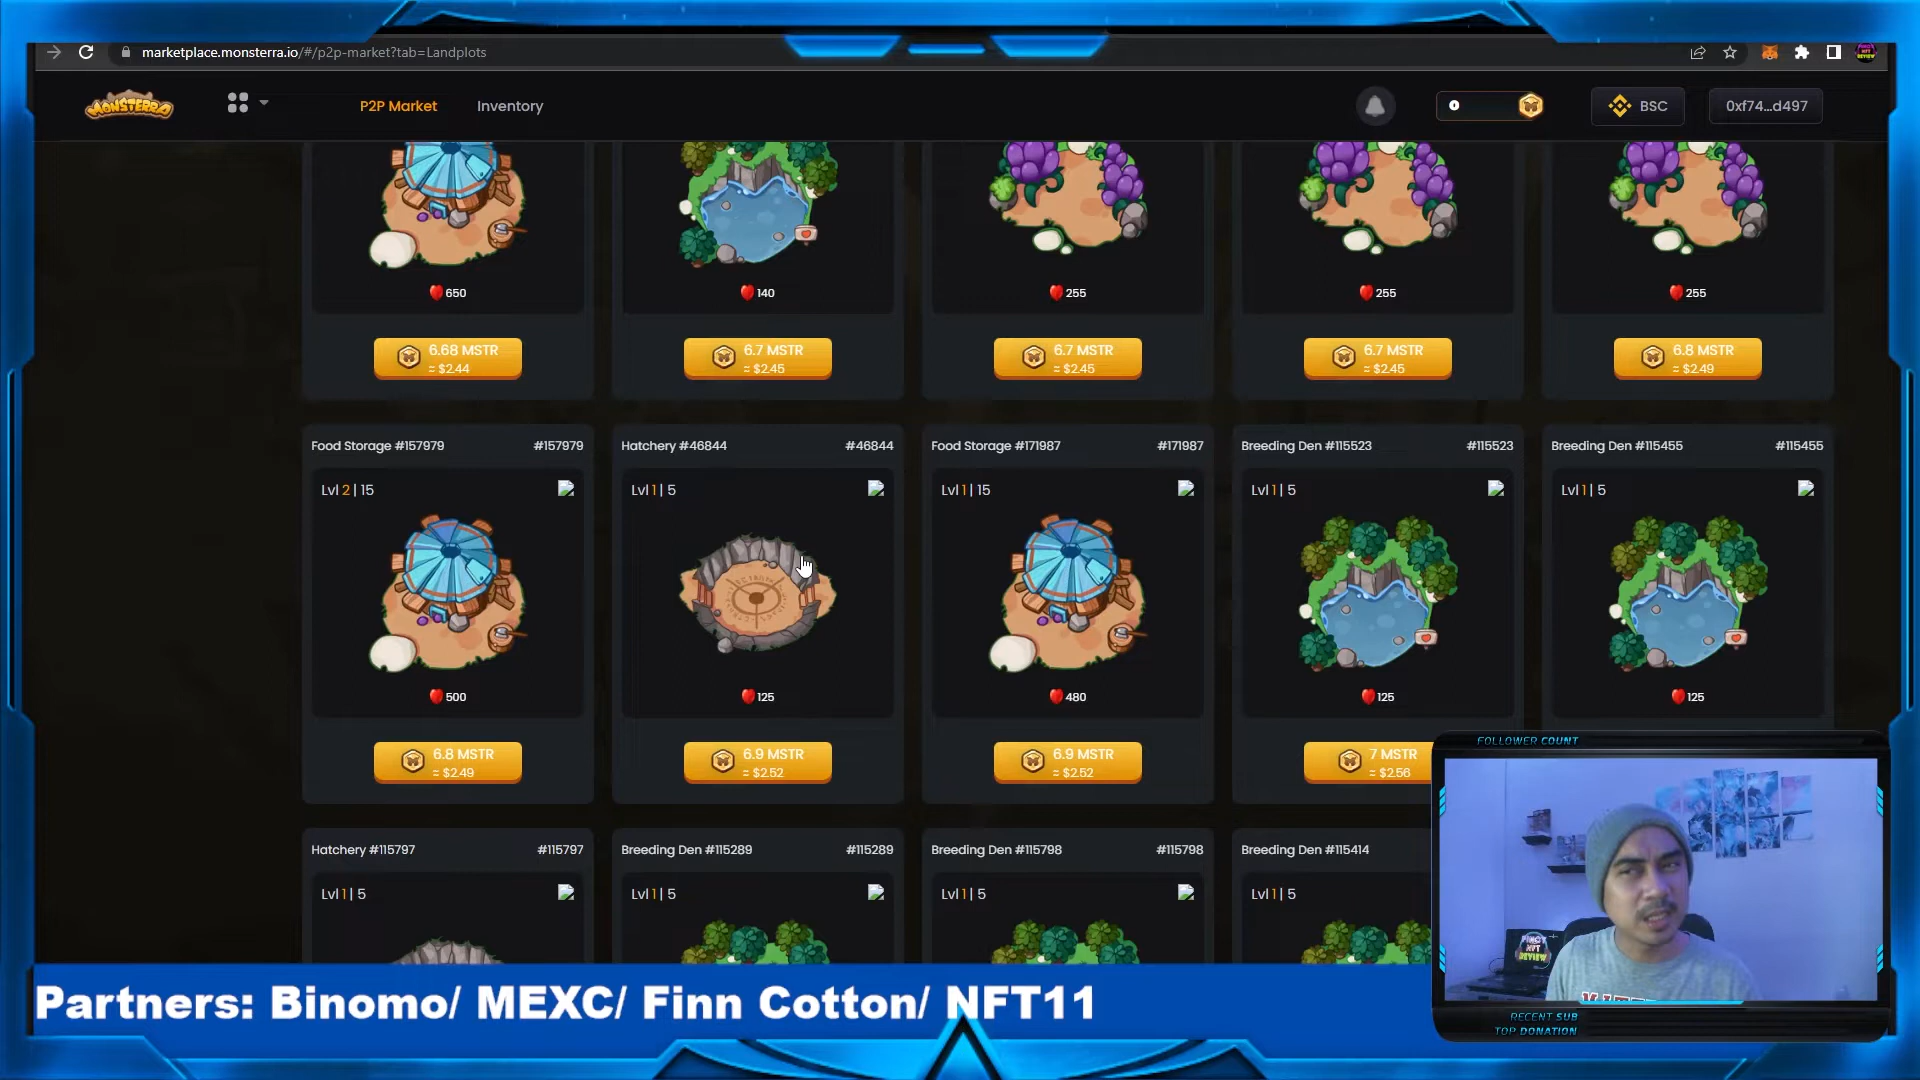 marketplace.monsterra.io/#/p2p-market?tab=Landplots
MONSTERRA
P2P Market
Inventory
0
BSC
0xf74...d497
650
140
255
255
255
6.68 MSTR
= $2.44
6.7 MSTR
= $2.45
6.7 MSTR
= $2.45
6.7 MSTR
= $2.45
6.8 MSTR
= $2.49
Food Storage #157979 #157979
Hatchery #46844 #46844
Food Storage #171987 #171987
Breeding Den #115523 #115523
Breeding Den #115455 #115455
Lvl 2 | 15
Lvl 1 | 5
Lvl 1 | 15
Lvl 1 | 5
Lvl 1 | 5
500
125
480
125
125
6.8 MSTR
= $2.49
6.9 MSTR
= $2.52
6.9 MSTR
= $2.52
7 MSTR
= $2.56
FOLLOWER COUNT
Hatchery #115797 #115797
Breeding Den #115289 #115289
Breeding Den #115798 #115798
Breeding Den #115414
Lvl 1 | 5
Lvl 1 | 5
Lvl 1 | 5
Lvl 1 | 5
PINOY
NFT
REVIEW
Partners: Binomo/ MEXC/ Finn Cotton/ NFT11
RECENT SUB
TOP DONATION